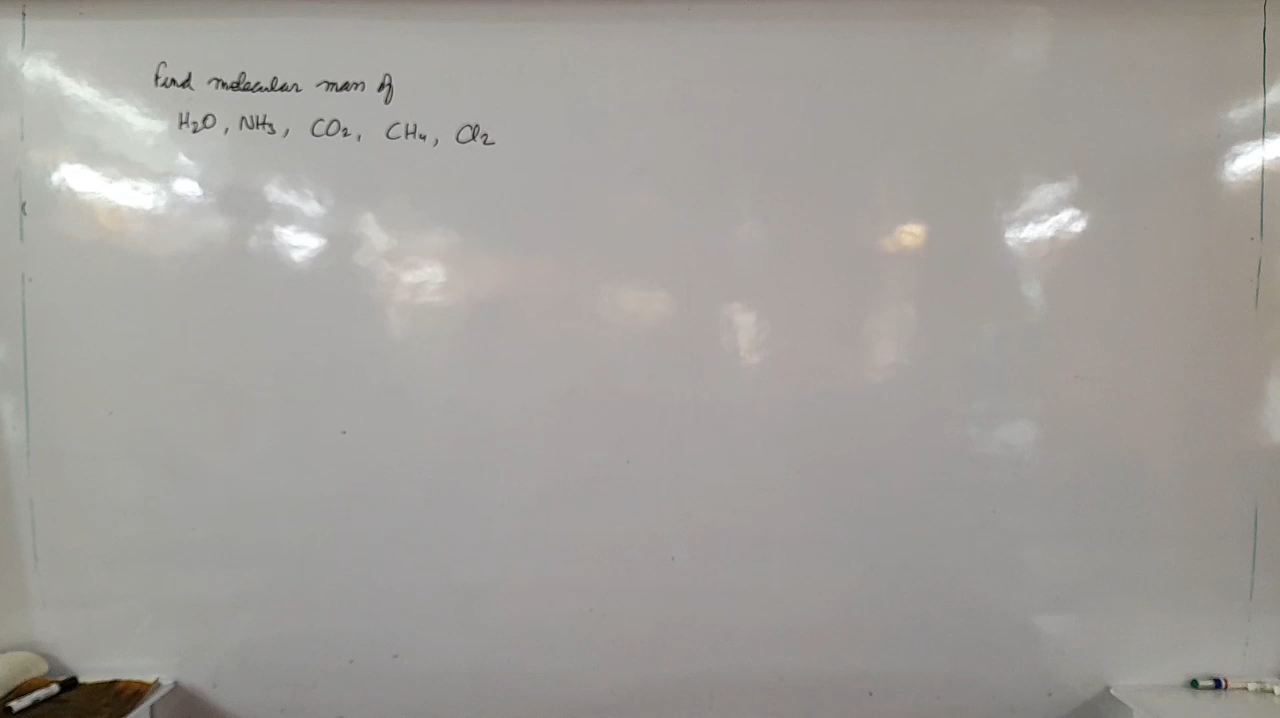 Find molecular mass of
H₂O, NH₃, CO₂, CH₄, Cl₂